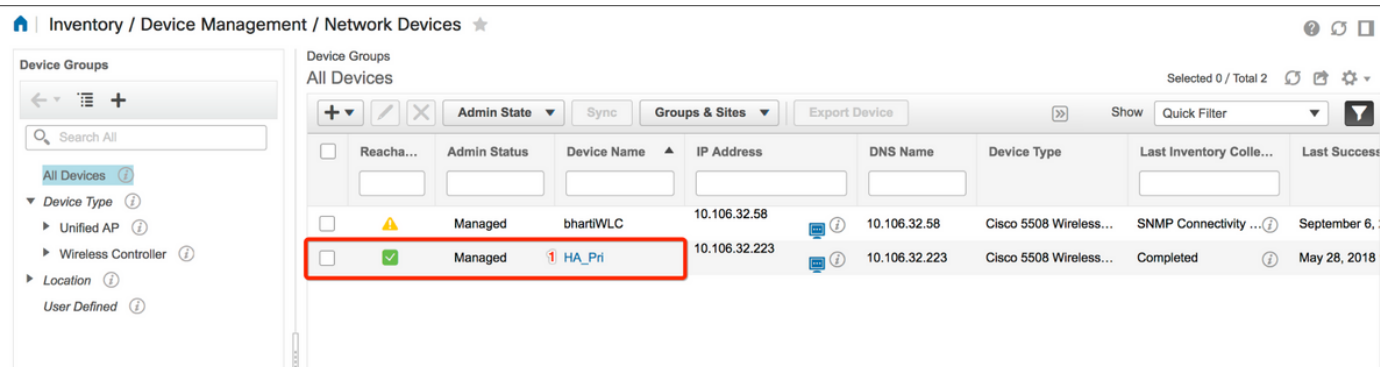 Inventory / Device Management / Network Devices
Device Groups
Search All
All Devices
Device Type
Unified AP
Wireless Controller
Location
User Defined
Device Groups
All Devices
Selected 0 / Total 2
Admin State Sync Groups & Sites Export Device Show Quick Filter
Reacha... Admin Status Device Name IP Address DNS Name Device Type Last Inventory Colle... Last Success
Managed bhartiWLC 10.106.32.58 10.106.32.58 Cisco 5508 Wireless... SNMP Connectivity ... September 6,
Managed 1 HA_Pri 10.106.32.223 10.106.32.223 Cisco 5508 Wireless... Completed May 28, 2018